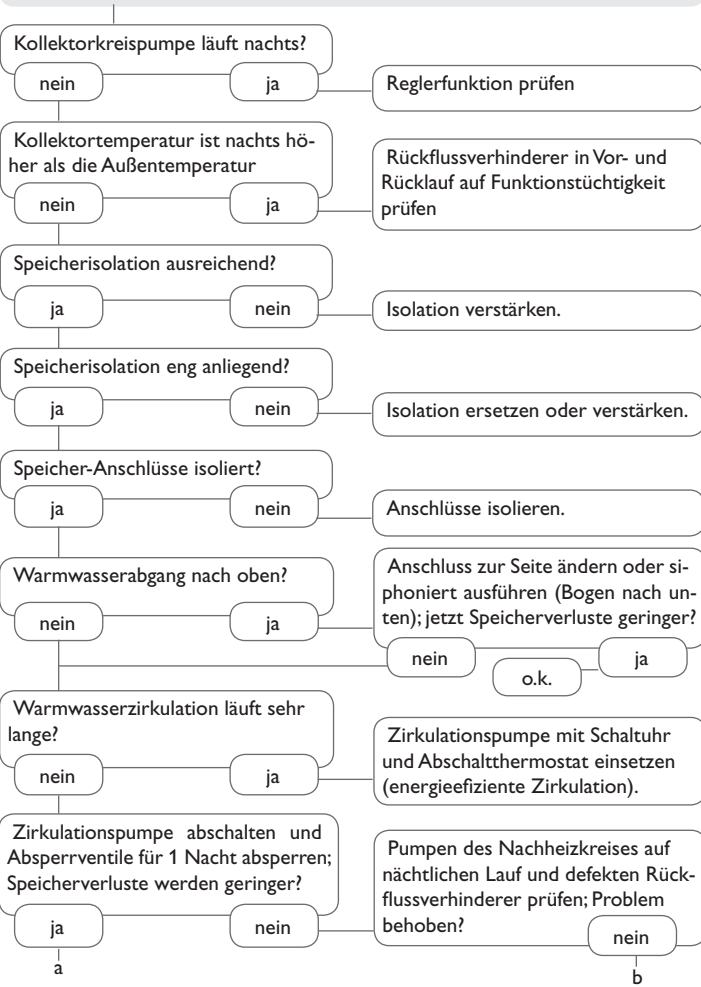 Kollektorkreispumpe läuft nachts?
nein
ja
Reglerfunktion prüfen
Kollektortemperatur ist nachts hö-
her als die Außentemperatur
nein
ja
Rückflussverhinderer in Vor- und
Rücklauf auf Funktionstüchtigkeit
prüfen
Speicherisolation ausreichend?
ja
nein
Isolation verstärken.
Speicherisolation eng anliegend?
ja
nein
Isolation ersetzen oder verstärken.
Speicher-Anschlüsse isoliert?
ja
nein
Anschlüsse isolieren.
Warmwasserabgang nach oben?
nein
ja
Anschluss zur Seite ändern oder si-
phoniert ausführen (Bogen nach un-
ten); jetzt Speicherverluste geringer?
nein
ja
o.k.
Warmwasserzirkulation läuft sehr
lange?
nein
ja
Zirkulationspumpe mit Schaltuhr
und Abschaltthermostat einsetzen
(energieefiziente Zirkulation).
Zirkulationspumpe abschalten und
Absperrventile für 1 Nacht absperren;
Speicherverluste werden geringer?
ja
nein
a
Pumpen des Nachheizkreises auf
nächtlichen Lauf und defekten Rück-
flussverhinderer prüfen; Problem
behoben?
nein
b